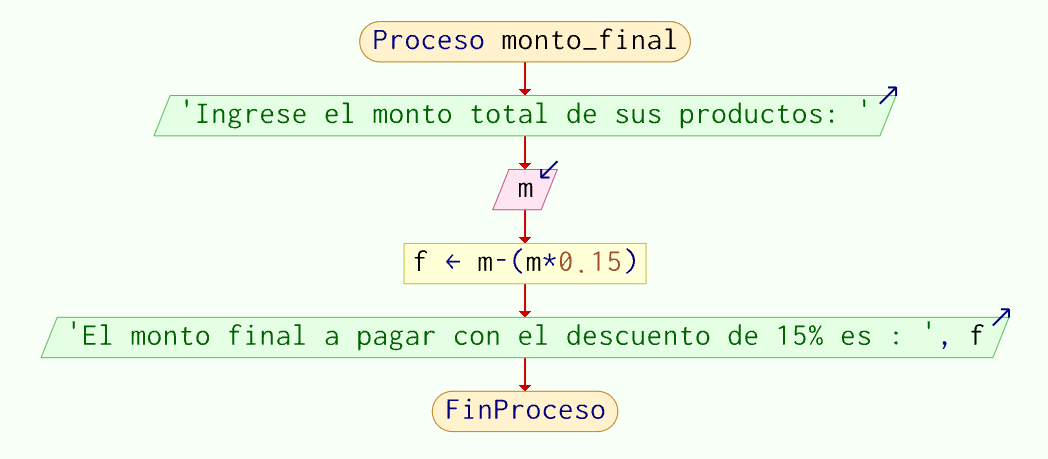 Proceso monto_final
'Ingrese el monto total de sus productos: '
m
f ← m-(m*0.15)
'El monto final a pagar con el descuento de 15% es : ', f
FinProceso